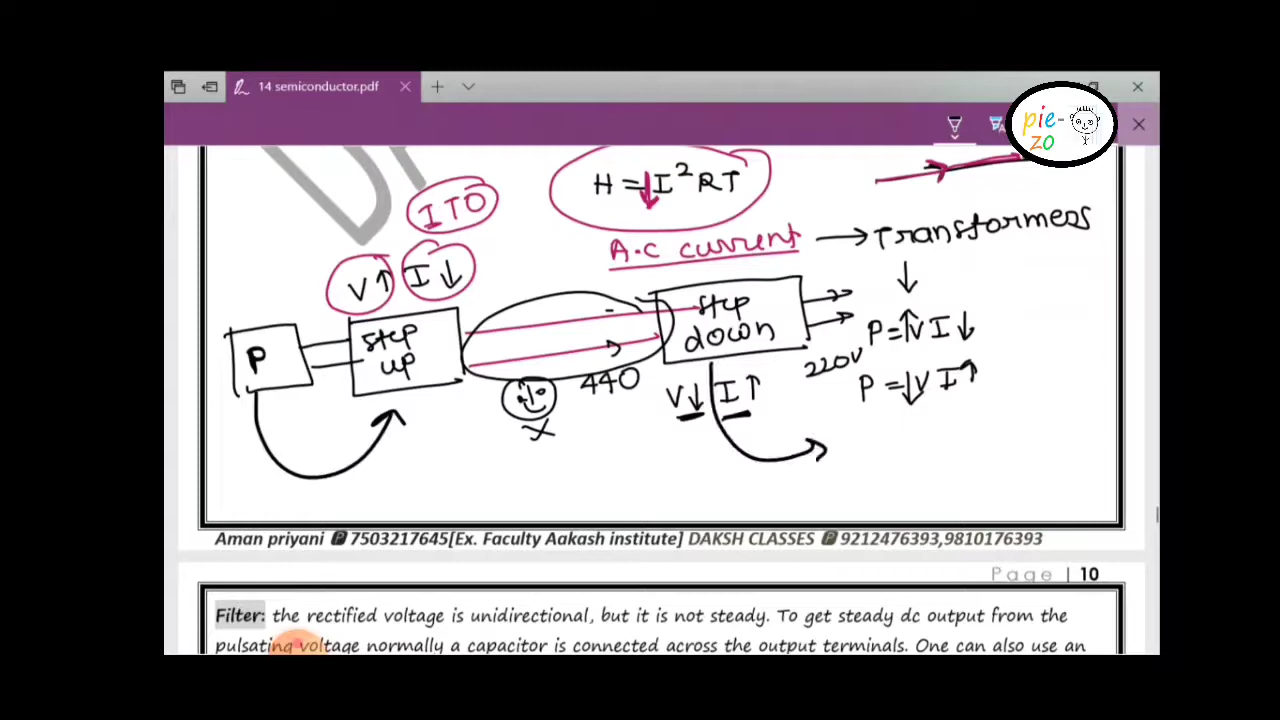 14 semiconductor.pdf
pie-
zo
H = ↓ I² RT
ITO
A.C current → Transformers
V↑ I↓
↓
P
step
up
step
down
P=↑V I↓
220V
440
V↓ I↑
P =↓V I↑
Aman priyani 🅿 7503217645[Ex. Faculty Aakash institute] DAKSH CLASSES 🅿 9212476393,9810176393
Page | 10
Filter: the rectified voltage is unidirectional, but it is not steady. To get steady dc output from the
pulsating voltage normally a capacitor is connected across the output terminals. One can also use an